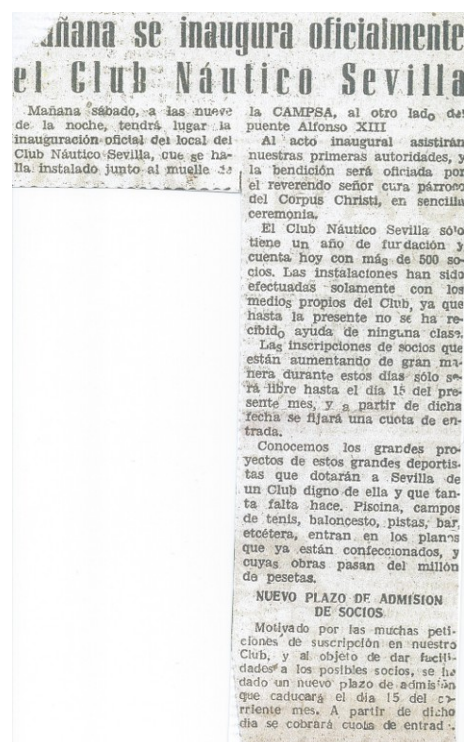 Mañana se inaugura oficialmente
el Club Náutico Sevilla
Mañana sábado, a las nueve
de la noche, tendrá lugar la
inauguración oficial del local del
Club Náutico Sevilla, que se ha-
lla instalado junto al muelle de
la CAMPSA, al otro lado del
puente Alfonso XIII
Al acto inaugural asistirán
nuestras primeras autoridades, y
la bendición será oficiada por
el reverendo señor cura párroco
del Corpus Christi, en sencilla
ceremonia.
El Club Náutico Sevilla sólo
tiene un año de fundación y
cuenta hoy con más de 500 so-
cios. Las instalaciones han sido
efectuadas solamente con los
medios propios del Club, ya que
hasta la presente no se ha re-
cibido ayuda de ninguna clase.
Las inscripciones de socios que
están aumentando de gran ma-
nera durante estos días sólo se-
rá libre hasta el día 15 del pre-
sente mes, y a partir de dicha
fecha se fijará una cuota de en-
trada.
Conocemos los grandes pro-
yectos de estos grandes deportis-
tas que dotarán a Sevilla de
un Club digno de ella y que tan-
ta falta hace. Piscina, campos
de tenis, baloncesto, pistas, bar,
etcétera, entran en los planos
que ya están confeccionados, y
cuyas obras pasan del millón
de pesetas.
NUEVO PLAZO DE ADMISION
DE SOCIOS
Motivado por las muchas peti-
ciones de suscripción en nuestro
Club, y al objeto de dar facili-
dades a los posibles socios, se ha
dado un nuevo plazo de admisión
que caducará el día 15 del co-
rriente mes. A partir de dicho
día se cobrará cuota de entrad